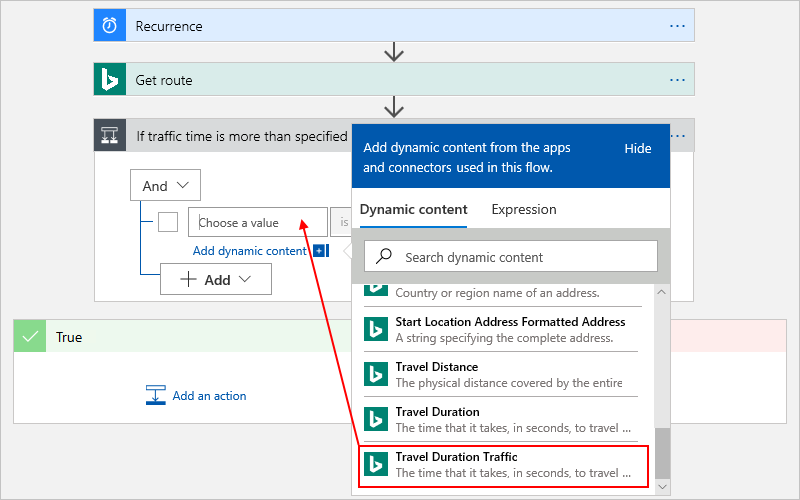 Recurrence
Get route
If traffic time is more than specified
Add dynamic content from the apps
and connectors used in this flow.
Hide
And
Choose a value
is
Add dynamic content
Add
Dynamic content
Expression
Search dynamic content
Country or region name of an address.
Start Location Address Formatted Address
A string specifying the complete address.
Travel Distance
The physical distance covered by the entire
Travel Duration
The time that it takes, in seconds, to travel ...
Travel Duration Traffic
The time that it takes, in seconds, to travel ...
True
Add an action